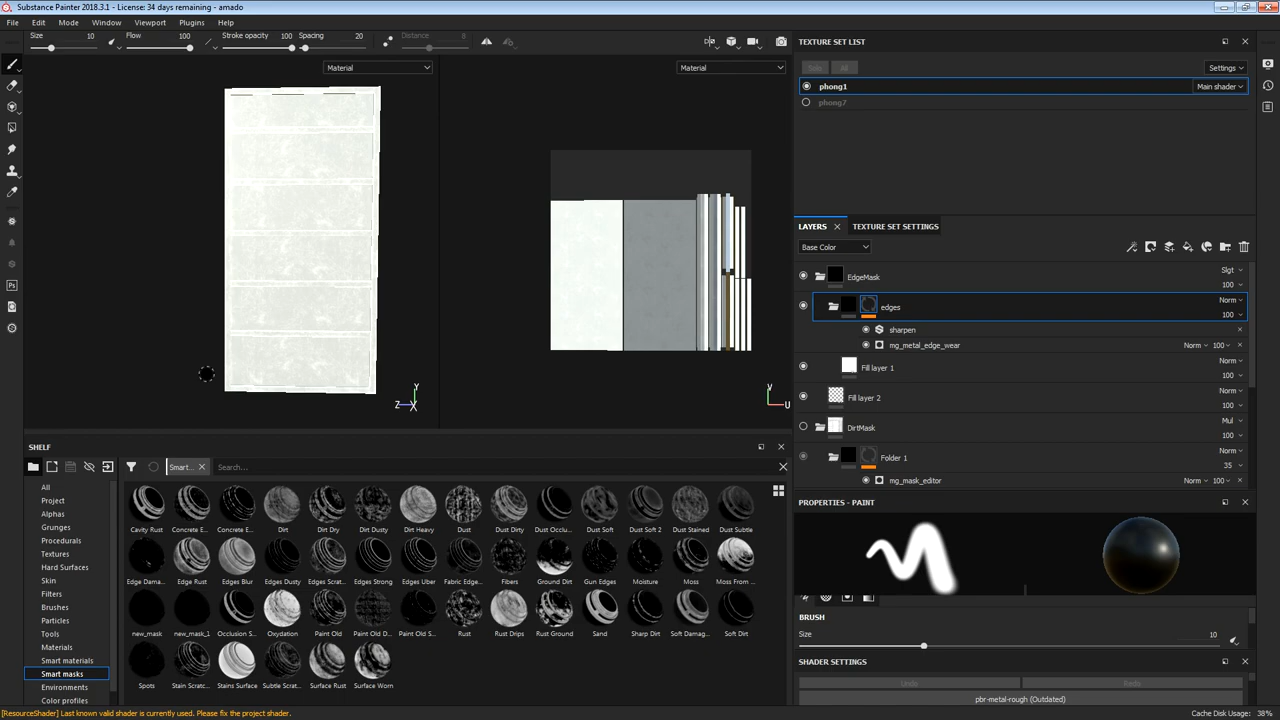 Substance Painter 2018.3.1 - License: 34 days remaining - amado
File Edit Mode Window Viewport Plugins Help
Size 10 Flow 100 Stroke opacity 100 Spacing 20 Distance 8
Material
Material
Y
Z X
V
U
TEXTURE SET LIST
Solo All Settings
phong1 Main shader
phong7
LAYERS TEXTURE SET SETTINGS
Base Color
EdgeMask Slgt 100
edges Norm 100
sharpen
mg_metal_edge_wear Norm 100
Fill layer 1 Norm 100
Fill layer 2 Norm 100
DirtMask Mul 100
Folder 1 Norm 35
mg_mask_editor Norm 100
PROPERTIES - PAINT
BRUSH
Size 10
SHADER SETTINGS
Undo Redo
pbr-metal-rough (Outdated)
SHELF
Smart... Search...
All
Project
Alphas
Grunges
Procedurals
Textures
Hard Surfaces
Skin
Filters
Brushes
Particles
Tools
Materials
Smart materials
Smart masks
Environments
Color profiles
Cavity Rust Concrete E... Concrete E... Dirt Dirt Dry Dirt Dusty Dirt Heavy Dust Dust Dirty Dust Occlu... Dust Soft Dust Soft 2 Dust Stained Dust Subtle
Edge Dama... Edge Rust Edges Blur Edges Dusty Edges Scrat... Edges Strong Edges Uber Fabric Edge... Fibers Ground Dirt Gun Edges Moisture Moss Moss From ...
new_mask new_mask_1 Occlusion S... Oxydation Paint Old Paint Old D... Paint Old S... Rust Rust Drips Rust Ground Sand Sharp Dirt Soft Damag... Soft Dirt
Spots Stain Scratc... Stains Surface Subtle Scrat... Surface Rust Surface Worn
[ResourceShader] Last known valid shader is currently used. Please fix the project shader.
Cache Disk Usage: 38%